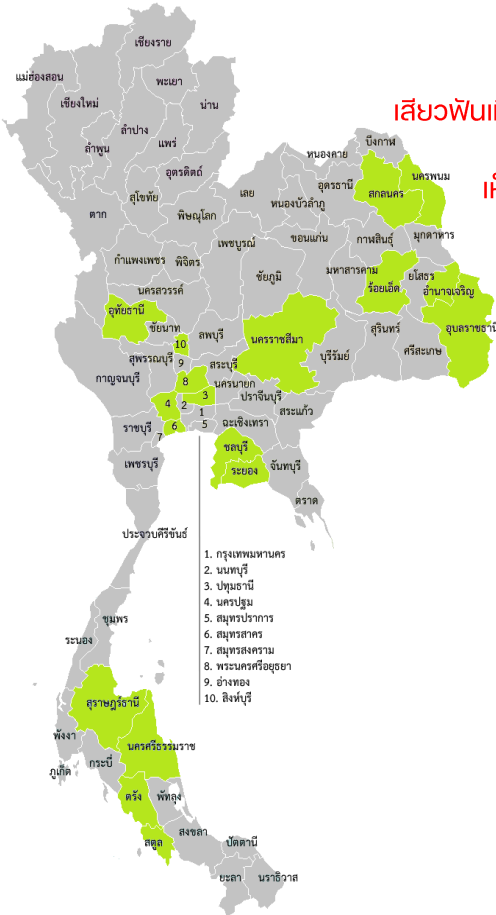 เชียงราย
แม่ฮ่องสอน
พะเยา
เชียงใหม่
น่าน
ลำปาง
แพร่
ลำพูน
อุตรดิตถ์
เสียวฟันเ
เ
บึงกาฬ
หนองคาย
นครพนม
อุดรธานี
สกลนคร
เลย
หนองบัวลำภู
สุโขทัย
ตาก
พิษณุโลก
มุกดาหาร
ขอนแก่น
กาฬสินธุ์
เพชรบูรณ์
กำแพงเพชร
พิจิตร
ชัยภูมิ
มหาสารคาม
ร้อยเอ็ด
ยโสธร
อำนาจเจริญ
นครสวรรค์
อุทัยธานี
ชัยนาท
ลพบุรี
นครราชสีมา
สุรินทร์
อุบลราชธานี
10
บุรีรัมย์
ศรีสะเกษ
สุพรรณบุรี
9
สระบุรี
กาญจนบุรี
8
นครนายก
3
ปราจีนบุรี
4
2
1
สระแก้ว
ราชบุรี
6
5
ฉะเชิงเทรา
7
ชลบุรี
เพชรบุรี
ระยอง
จันทบุรี
ตราด
ประจวบคีรีขันธ์
1. กรุงเทพมหานคร
2. นนทบุรี
3. ปทุมธานี
4. นครปฐม
5. สมุทรปราการ
6. สมุทรสาคร
7. สมุทรสงคราม
8. พระนครศรีอยุธยา
9. อ่างทอง
10. สิงห์บุรี
ชุมพร
ระนอง
สุราษฎร์ธานี
พังงา
นครศรีธรรมราช
กระบี่
ภูเก็ต
ตรัง
พัทลุง
สงขลา
สตูล
ปัตตานี
ยะลา
นราธิวาส